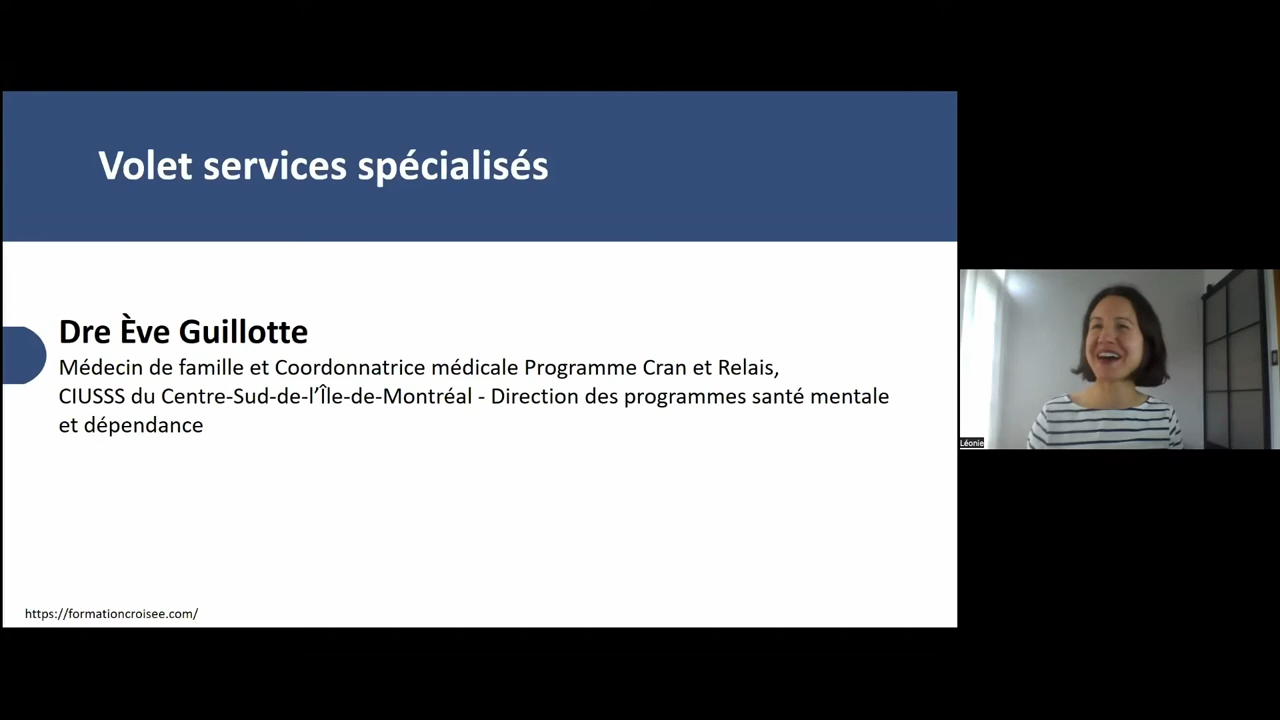 Volet services spécialisés
Dre Ève Guillotte
Médecin de famille et Coordonnatrice médicale Programme Cran et Relais,
CIUSSS du Centre-Sud-de-l’Île-de-Montréal - Direction des programmes santé mentale
et dépendance
Léonie
https://formationcroisee.com/